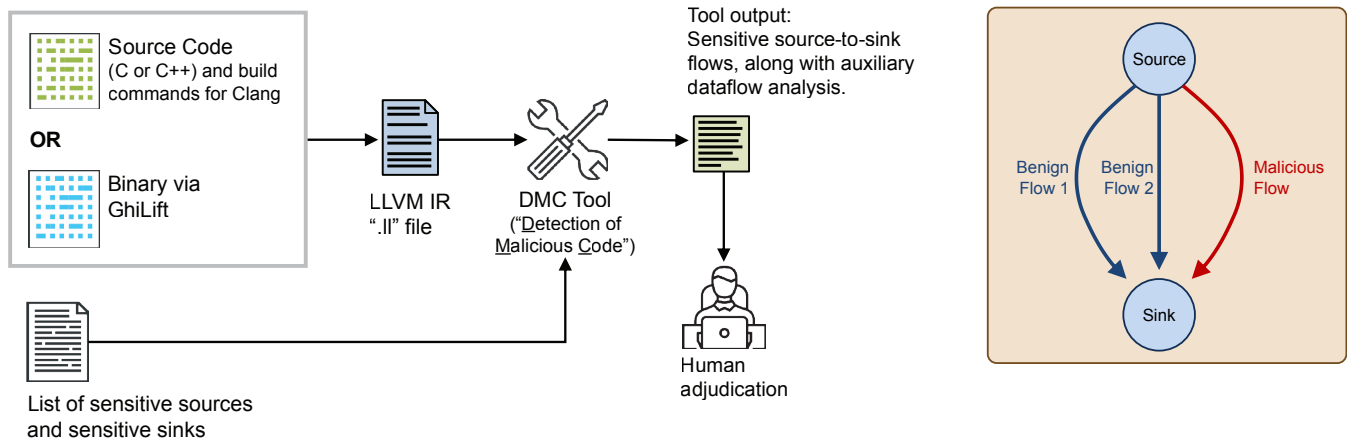 Source Code
(C or C++) and build
commands for Clang
OR
Binary via
GhiLift
LLVM IR
“.ll” file
DMC Tool
(“Detection of
Malicious Code”)
Tool output:
Sensitive source-to-sink
flows, along with auxiliary
dataflow analysis.
Human
adjudication
List of sensitive sources
and sensitive sinks
Source
Benign
Flow 1
Benign
Flow 2
Malicious
Flow
Sink